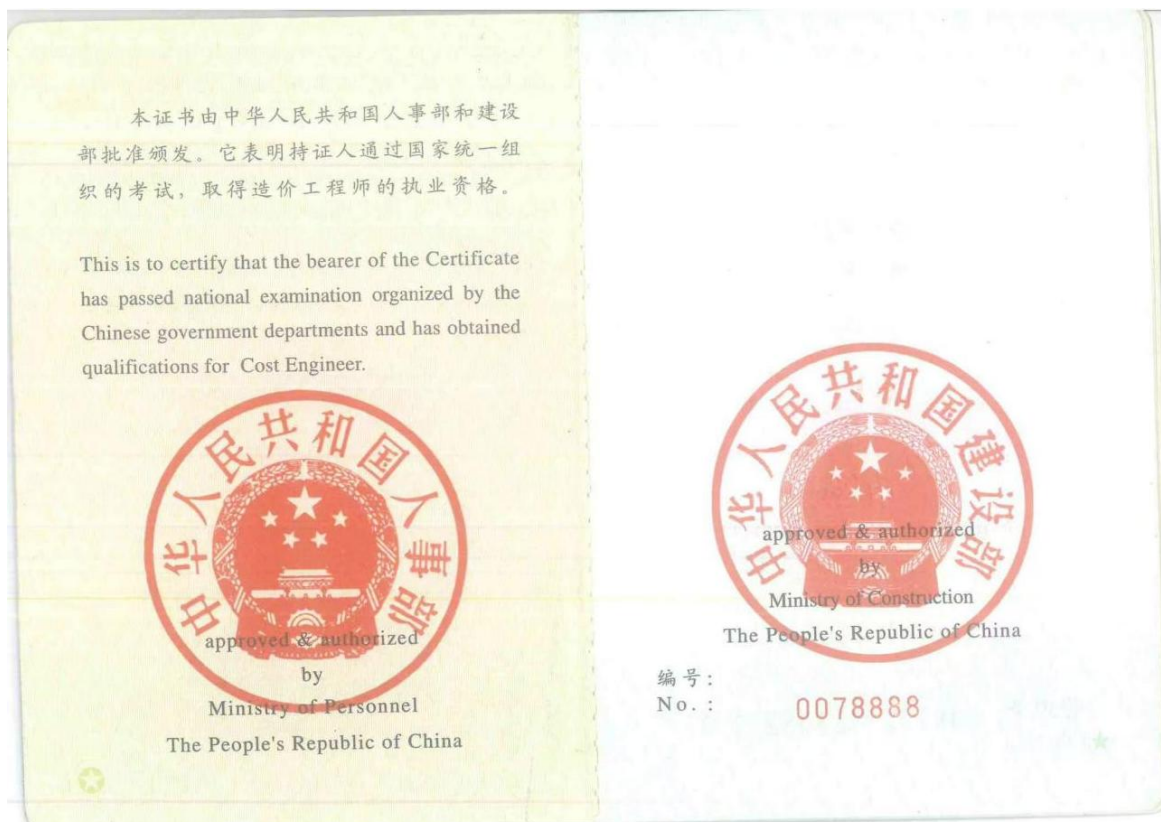 本证书由中华人民共和国人事部和建设
部批准颁发。它表明持证人通过国家统一组
织的考试，取得造价工程师的执业资格。
This is to certify that the bearer of the Certificate
has passed national examination organized by the
Chinese government departments and has obtained
qualifications for Cost Engineer.
中华人民共和国人事部
approved & authorized
by
Ministry of Personnel
The People's Republic of China
中华人民共和国建设部
approved & authorized
by
Ministry of Construction
The People's Republic of China
编号：
No.: 0078888